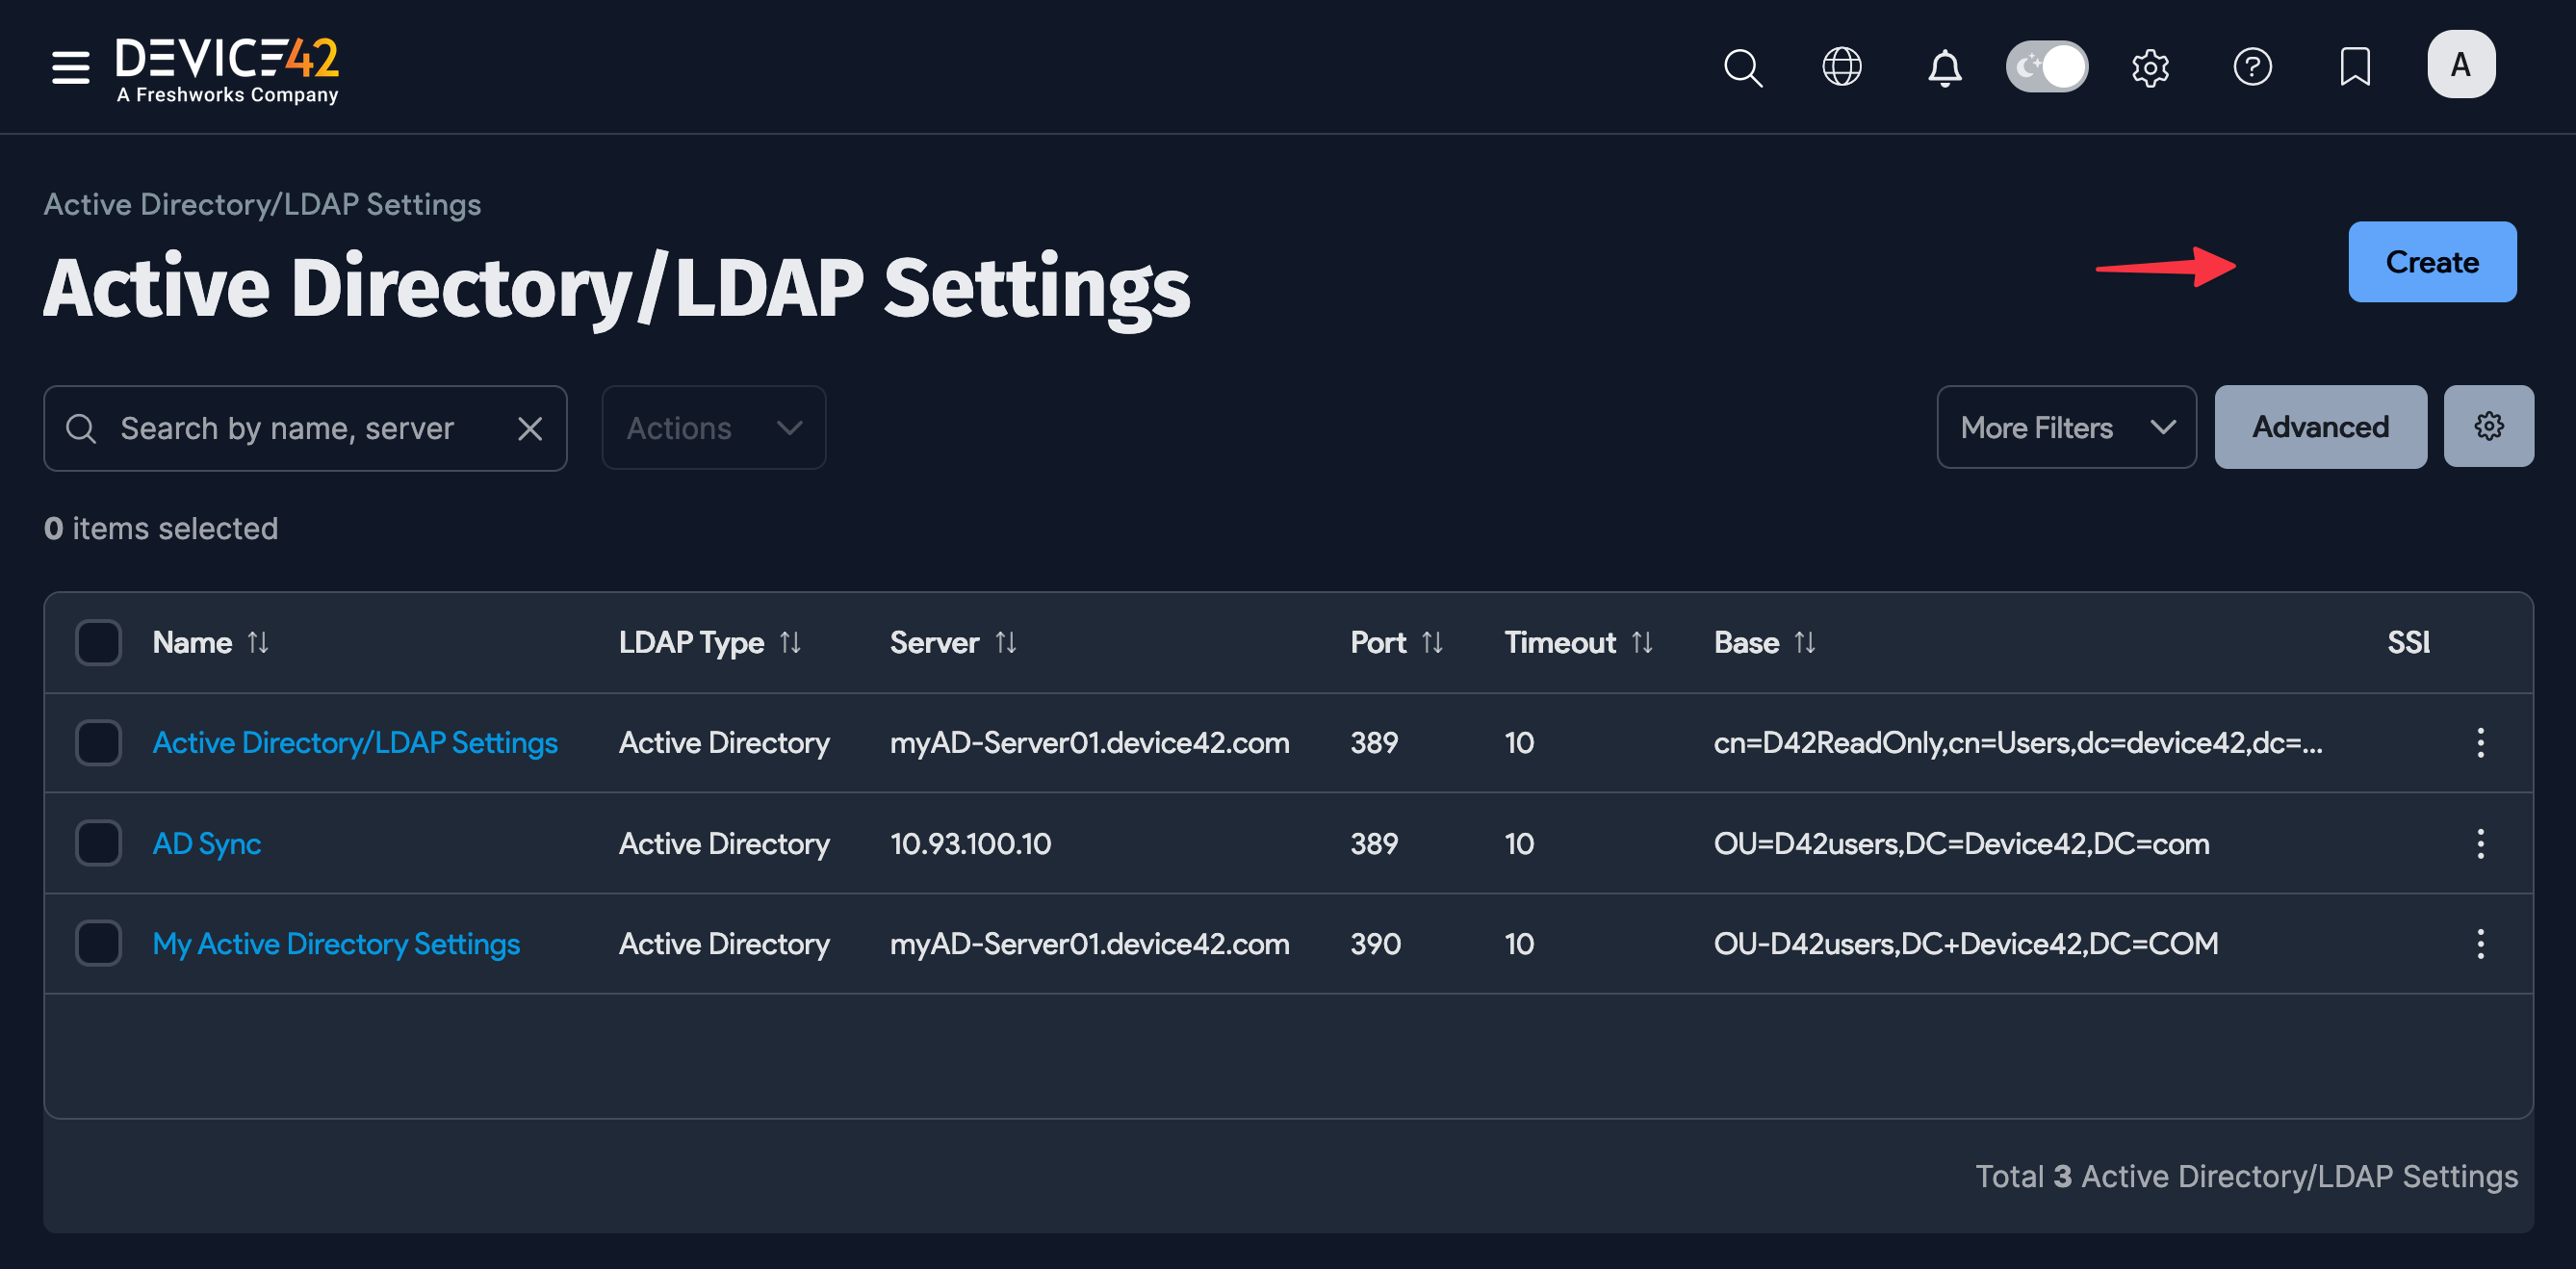 DEVICE42
A Freshworks Company
A
Active Directory/LDAP Settings
Active Directory/LDAP Settings
Create
Search by name, server
Actions
More Filters
Advanced
0 items selected
Name LDAP Type Server Port Timeout Base SSL
Active Directory/LDAP Settings Active Directory myAD-Server01.device42.com 389 10 cn=D42ReadOnly,cn=Users,dc=device42,dc=...
AD Sync Active Directory 10.93.100.10 389 10 OU=D42users,DC=Device42,DC=com
My Active Directory Settings Active Directory myAD-Server01.device42.com 390 10 OU-D42users,DC+Device42,DC=COM
Total 3 Active Directory/LDAP Settings